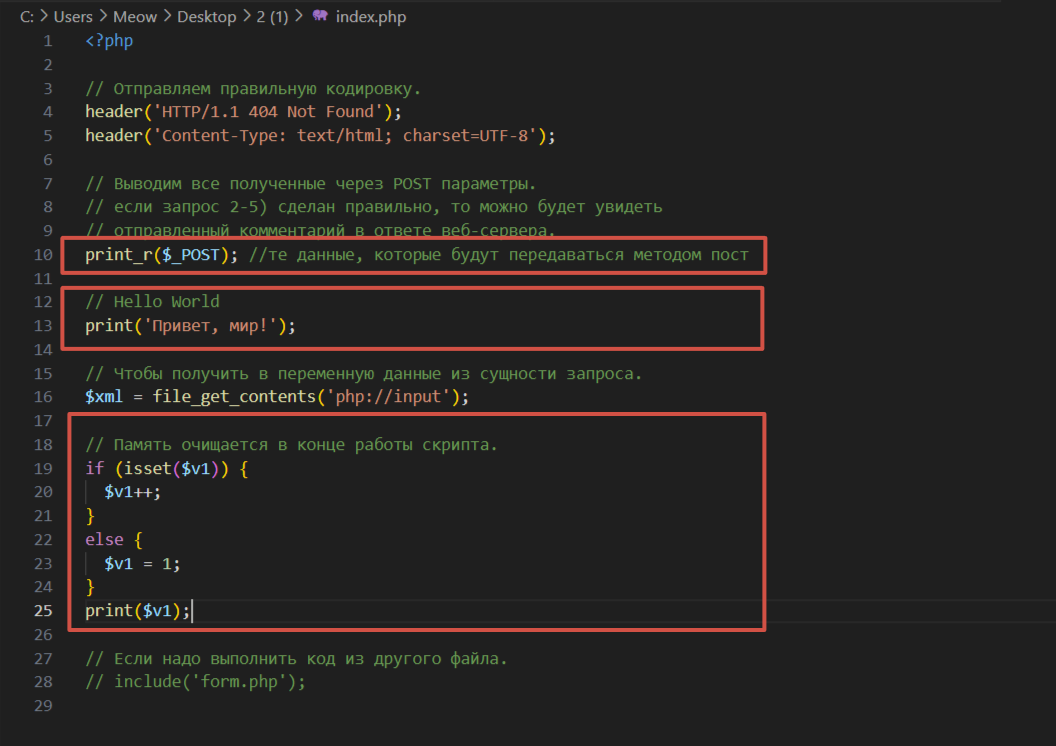 C: > Users > Meow > Desktop > 2 (1) > index.php
1 <?php
2
3 // Отправляем правильную кодировку.
4 header('HTTP/1.1 404 Not Found');
5 header('Content-Type: text/html; charset=UTF-8');
6
7 // Выводим все полученные через POST параметры.
8 // если запрос 2-5) сделан правильно, то можно будет увидеть
9 // отправленный комментарий в ответе веб-сервера.
10 print_r($_POST); //те данные, которые будут передаваться методом пост
11
12 // Hello World
13 print('Привет, мир!');
14
15 // Чтобы получить в переменную данные из сущности запроса.
16 $xml = file_get_contents('php://input');
17
18 // Память очищается в конце работы скрипта.
19 if (isset($v1)) {
20   $v1++;
21 }
22 else {
23   $v1 = 1;
24 }
25 print($v1);
26
27 // Если надо выполнить код из другого файла.
28 // include('form.php');
29